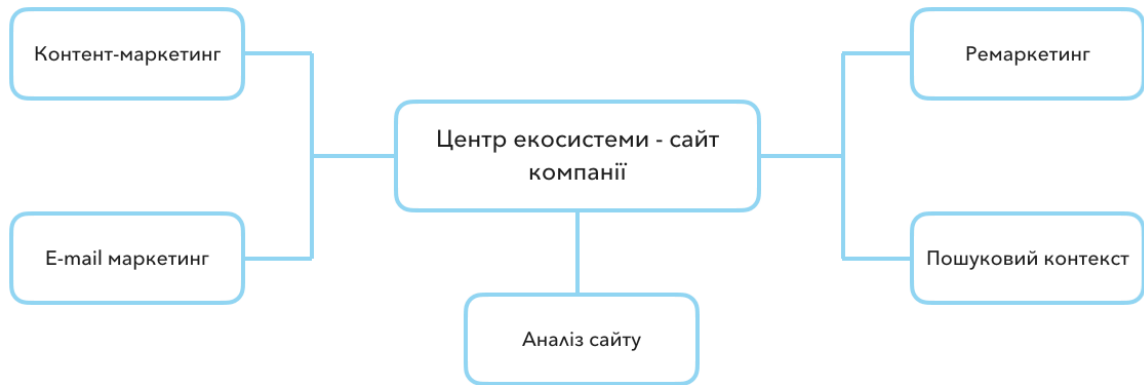 Контент-маркетинг
Ремаркетинг
Центр екосистеми - сайт
компанії
E-mail маркетинг
Пошуковий контекст
Аналіз сайту